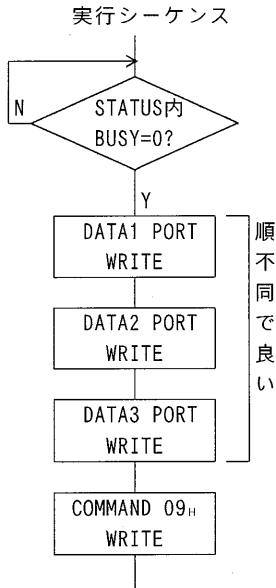 実行シーケンス
STATUS内
BUSY=0?
N
Y
DATA1 PORT
WRITE
DATA2 PORT
WRITE
DATA3 PORT
WRITE
順不同で良い
COMMAND 09H
WRITE